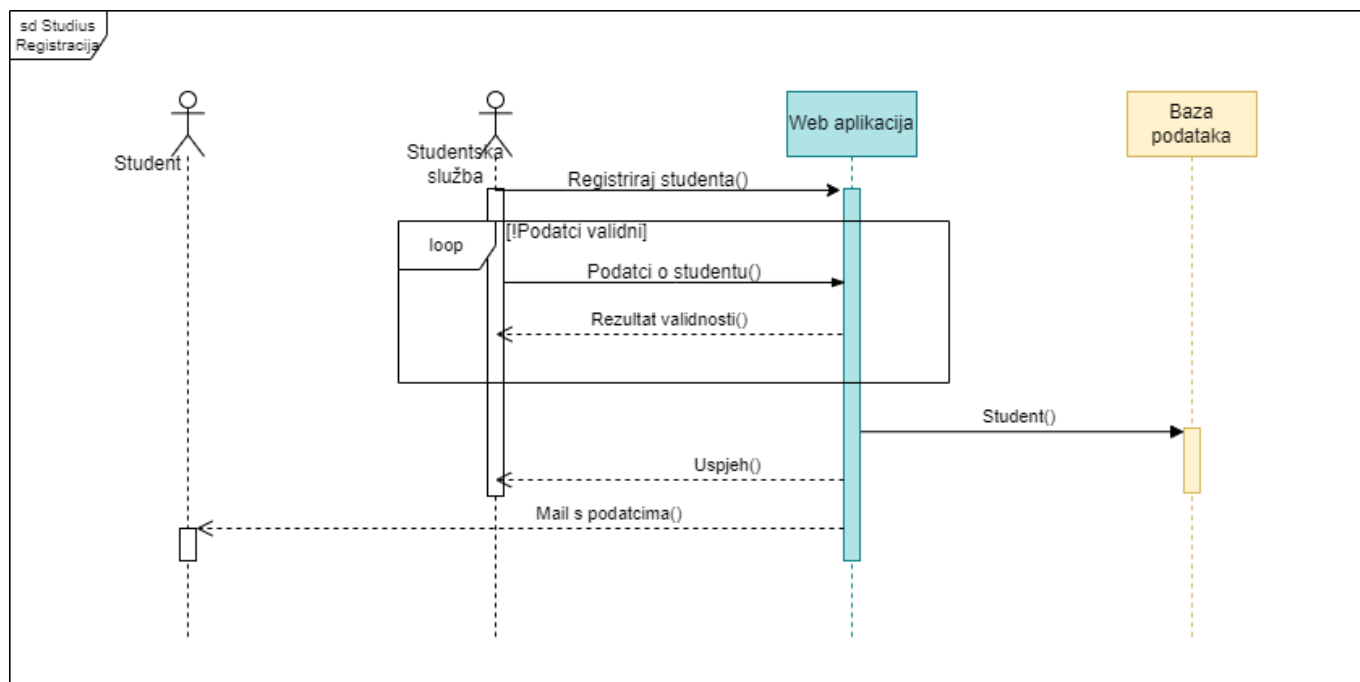 sd Studius
Registracija
Student
Studentska
služba
Web aplikacija
Baza
podataka
Registriraj studenta()
loop
[!Podatci validni]
Podatci o studentu()
Rezultat validnosti()
Student()
Uspjeh()
Mail s podatcima()